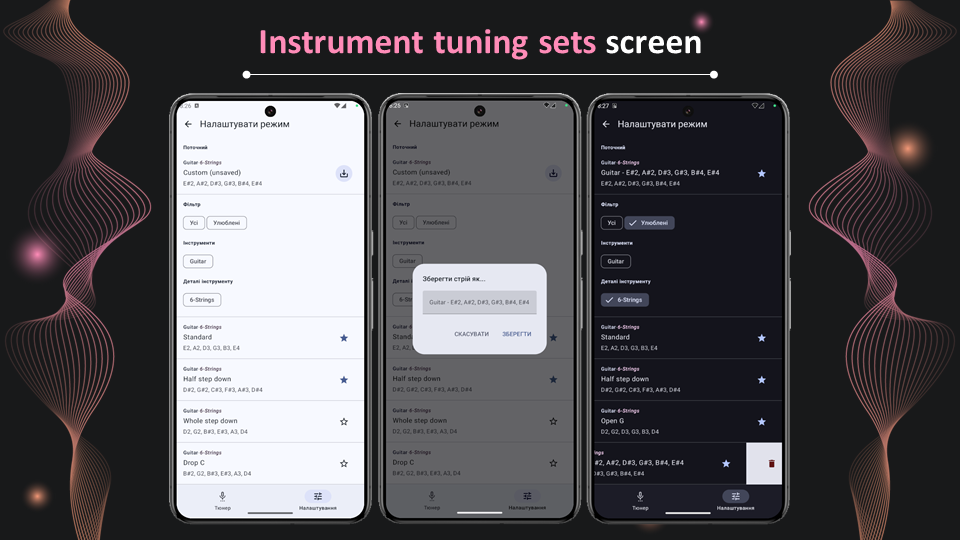 Instrument tuning sets screen
Налаштувати режим
Поточний
Guitar 6-Strings
Custom (unsaved)
E#2, A#2, D#3, G#3, B#4, E#4
Фільтр
Усі
Улюблені
Інструменти
Guitar
Деталі інструменту
6-Strings
Guitar 6-Strings
Standard
E2, A2, D3, G3, B3, E4
Guitar 6-Strings
Half step down
D#2, G#2, C#3, F#3, A#3, D#4
Guitar 6-Strings
Whole step down
D2, G2, B#3, E#3, A3, D4
Guitar 6-Strings
Drop C
B#2, G2, B#3, E#3, A3, D4
Тюнер
Налаштування
8:25
Налаштувати режим
Поточний
Guitar 6-Strings
Custom (unsaved)
E#2, A#2, D#3, G#3, B#4, E#4
Фільтр
Усі
Улюблені
Інструменти
Guitar
Деталі
Зберегти стрій як...
Guitar - E#2, A#2, D#3, G#3, B#4, E#4
СКАСУВАТИ
ЗБЕРЕГТИ
Guitar 6-Strings
Half step down
D#2, G#2, C#3, F#3, A#3, D#4
Guitar 6-Strings
Whole step down
D2, G2, B#3, E#3, A3, D4
Guitar 6-Strings
Drop C
B#2, G2, B#3, E#3, A3, D4
Тюнер
Налаштування
8:27
Налаштувати режим
Поточний
Guitar 6-Strings
Guitar - E#2, A#2, D#3, G#3, B#4, E#4
E#2, A#2, D#3, G#3, B#4, E#4
Фільтр
Усі
Улюблені
Інструменти
Guitar
Деталі інструменту
6-Strings
Guitar 6-Strings
Standard
E2, A2, D3, G3, B3, E4
Guitar 6-Strings
Half step down
D#2, G#2, C#3, F#3, A#3, D#4
Guitar 6-Strings
Open G
D2, G2, D3, G3, B3, D4
#2, A#2, D#3, G#3, B#4, E#4
A#2, D#3, G#3, B#4, E#4
Тюнер
Налаштування